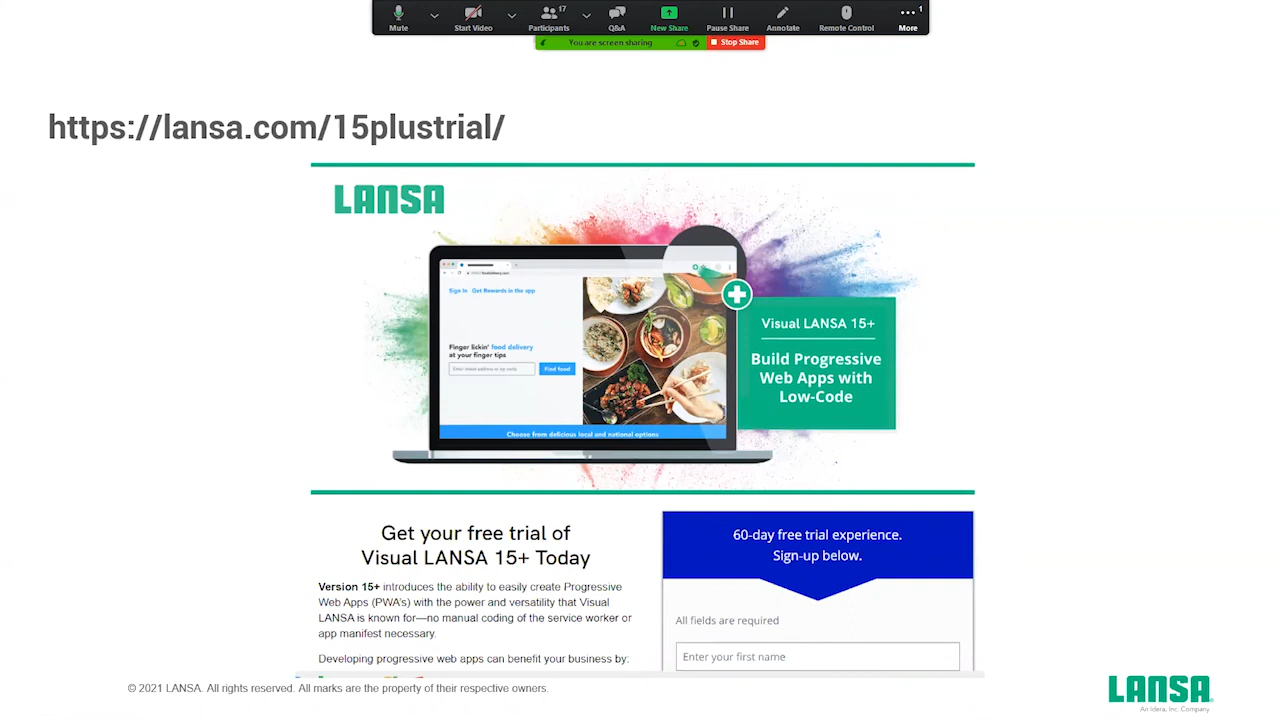 Mute
Start Video
Participants
17
Q&A
New Share
Pause Share
Annotate
Remote Control
More
1
You are screen sharing
Stop Share
https://lansa.com/15plustrial/
LANSA
Sign In Get Rewards in the app
Finger lickin' food delivery
at your finger tips
Enter street address or zip code
Find food
Choose from delicious local and national options
Visual LANSA 15+
Build Progressive
Web Apps with
Low-Code
Get your free trial of
Visual LANSA 15+ Today
Version 15+ introduces the ability to easily create Progressive
Web Apps (PWA's) with the power and versatility that Visual
LANSA is known for—no manual coding of the service worker or
app manifest necessary.
Developing progressive web apps can benefit your business by:
60-day free trial experience.
Sign-up below.
All fields are required
Enter your first name
© 2021 LANSA. All rights reserved. All marks are the property of their respective owners.
LANSA
An Idera, Inc. Company